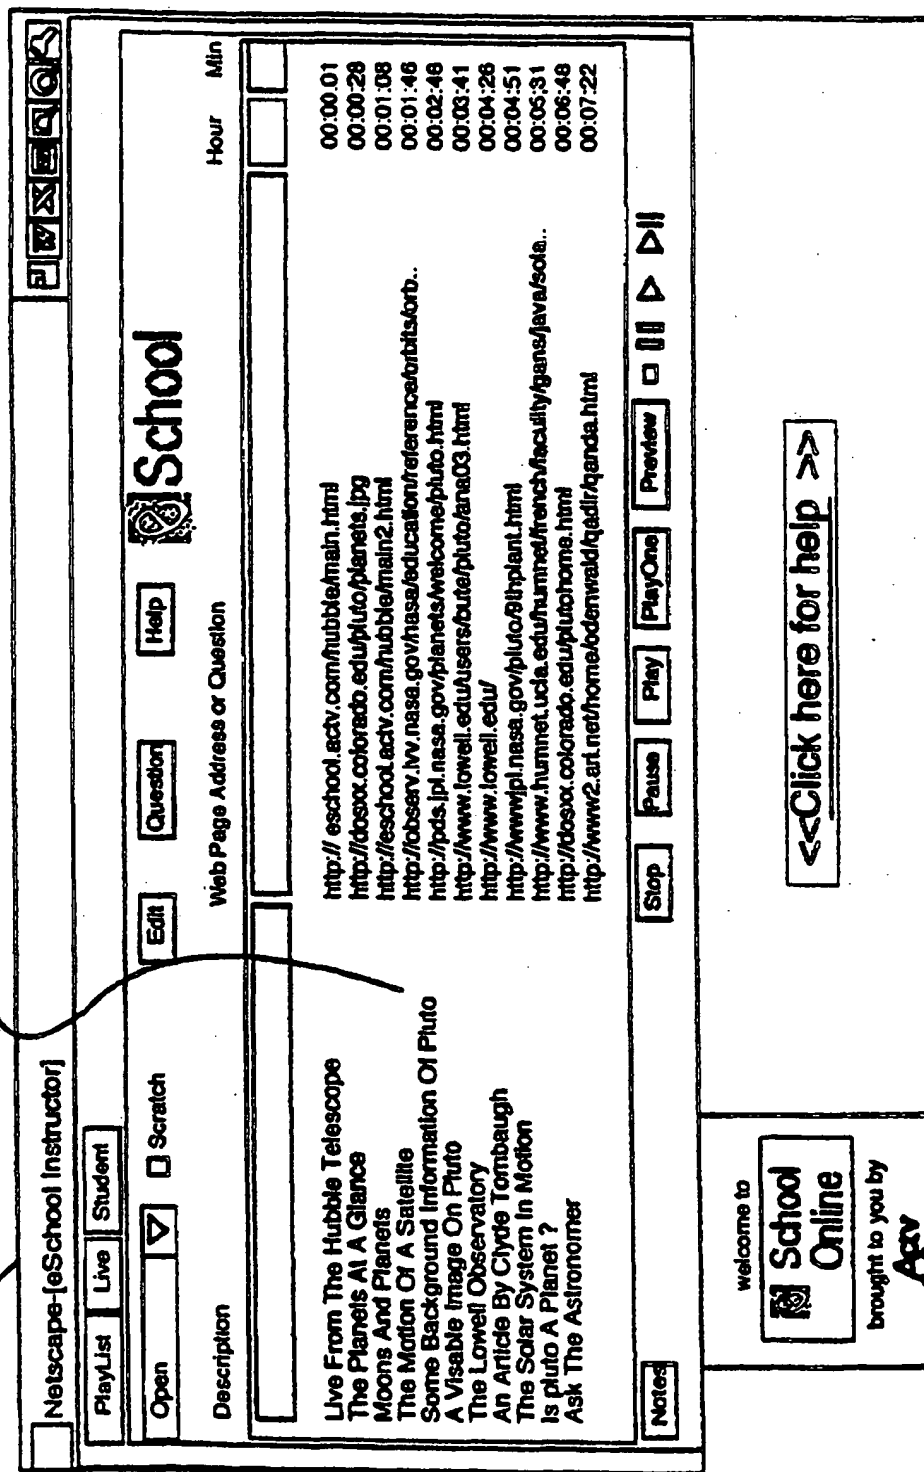 Netscape-[eSchool Instructor]
PlayList Live Student
Open Scratch Edit Question Help School
Description Web Page Address or Question Hour Min
Live From The Hubble Telescope http:// eschool.actv.com/hubble/main.html 00:00.01
The Planets At A Glance http://dosxx.colorado.edu/pluto/planets.jpg 00:00:28
Moons And Planets http://eschool.actv.com/hubble/main2.html 00:01:08
The Motion Of A Satellite http://observ.ivv.nasa.gov/nasa/education/reference/orbits/orb.. 00:01:46
Some Background Information Of Pluto http://pds.jpl.nasa.gov/planets/welcome/pluto.html 00:02:46
A Visable Image On Pluto http://www.lowell.edu/users/bute/pluto/ana03.html 00:03:41
The Lowell Observatory http://www.lowell.edu/ 00:04:26
An Article By Clyde Tombaugh http://wwwjpl.nasa.gov/pluto/9thplant.html 00:04:51
The Solar System In Motion http://www.humnet.ucla.edu/humnet/french/faculty/gans/java/sola.. 00:05:31
Is pluto A Planet ? http://dosxx.colorado.edu/plutohome.html 00:06:48
Ask The Astronomer http://www2.art.net/home/odenwald/qadir/qanda.html 00:07:22
Notes Stop Pause Play PlayOne Preview
welcome to
School
Online
brought to you by
Actv
<<Click here for help >>